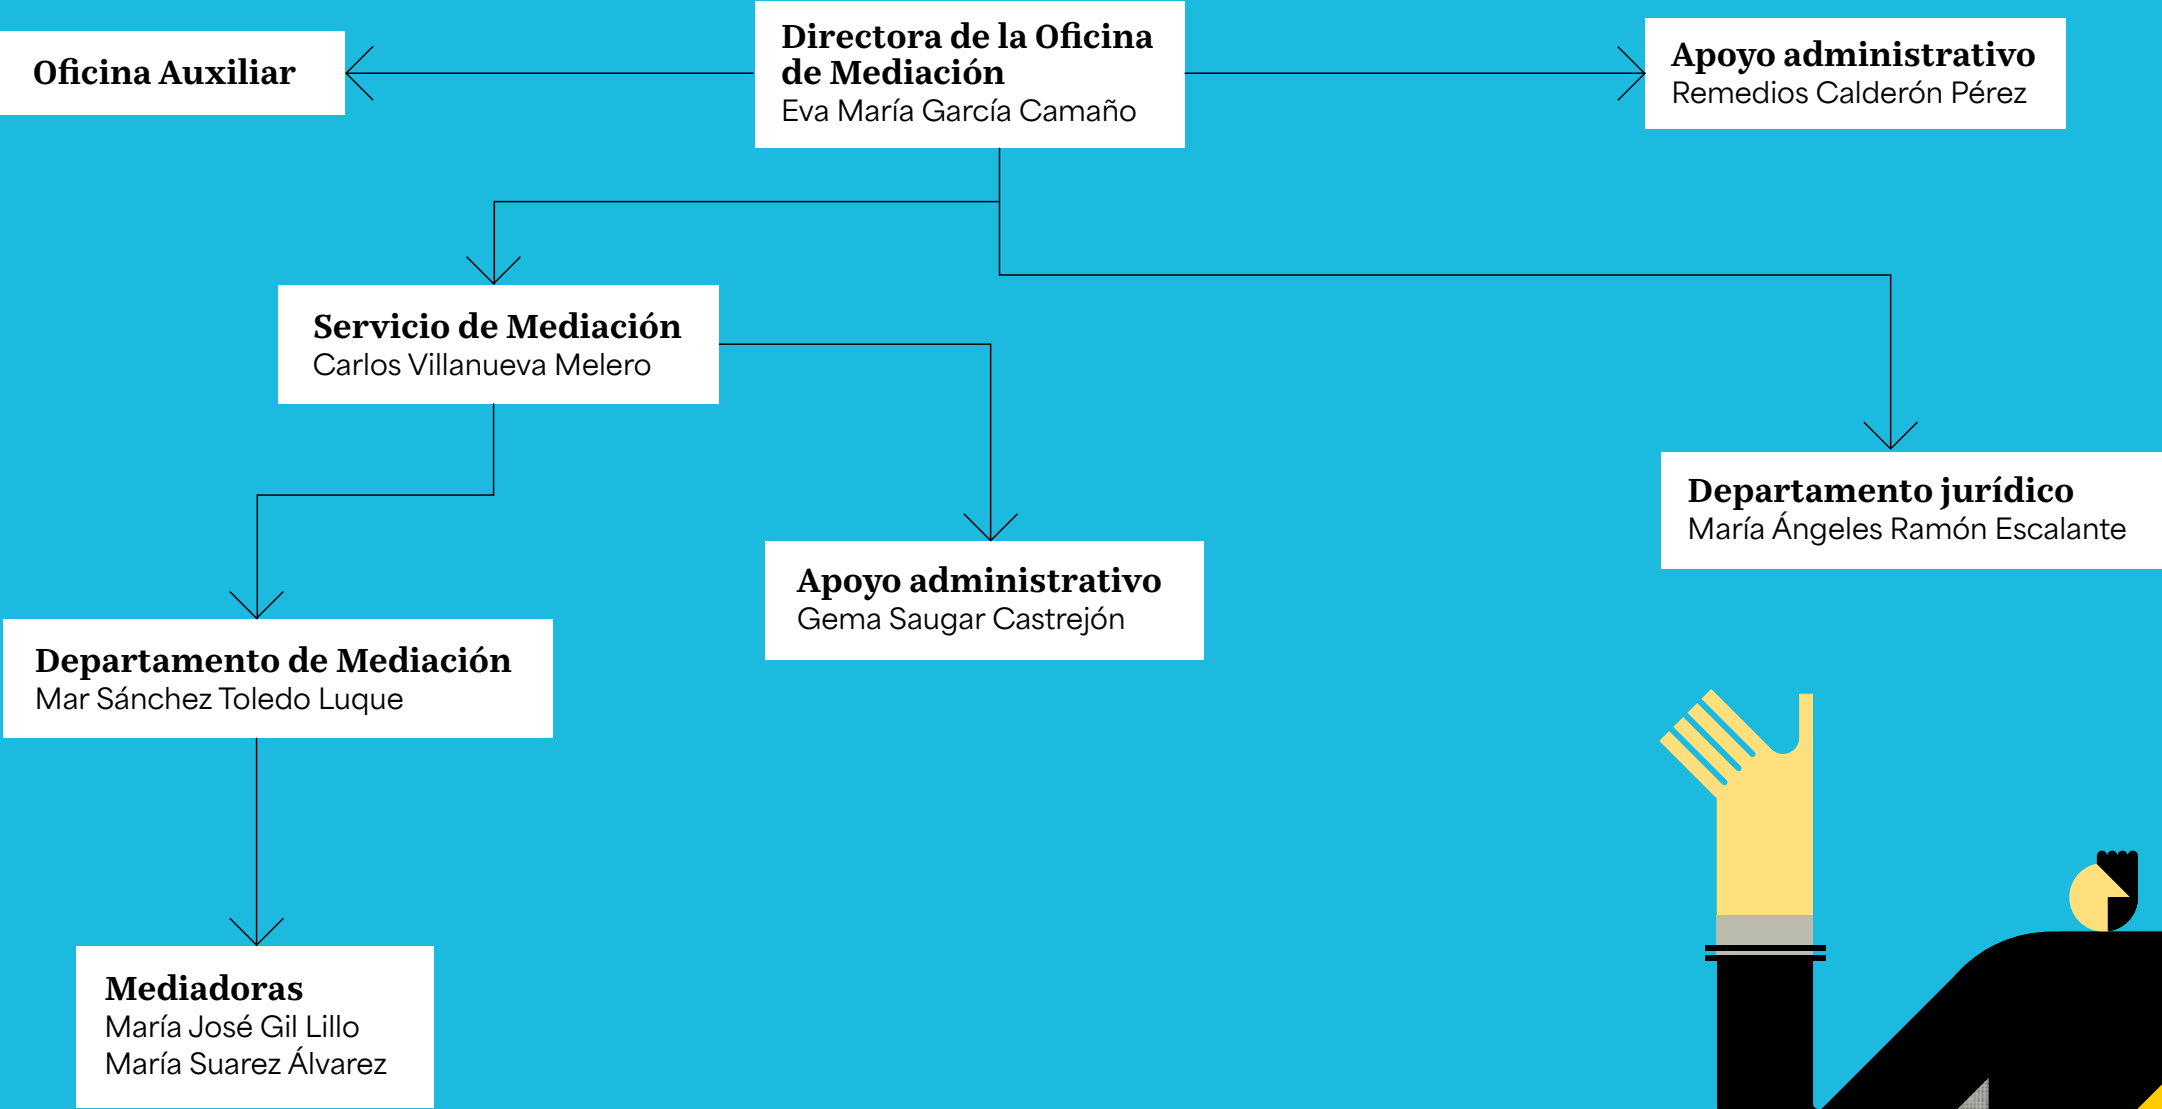 Oficina Auxiliar
Directora de la Oficina
de Mediación
Eva María García Camaño
Apoyo administrativo
Remedios Calderón Pérez
Servicio de Mediación
Carlos Villanueva Melero
Departamento jurídico
María Ángeles Ramón Escalante
Apoyo administrativo
Gema Saugar Castrejón
Departamento de Mediación
Mar Sánchez Toledo Luque
Mediadoras
María José Gil Lillo
María Suarez Álvarez